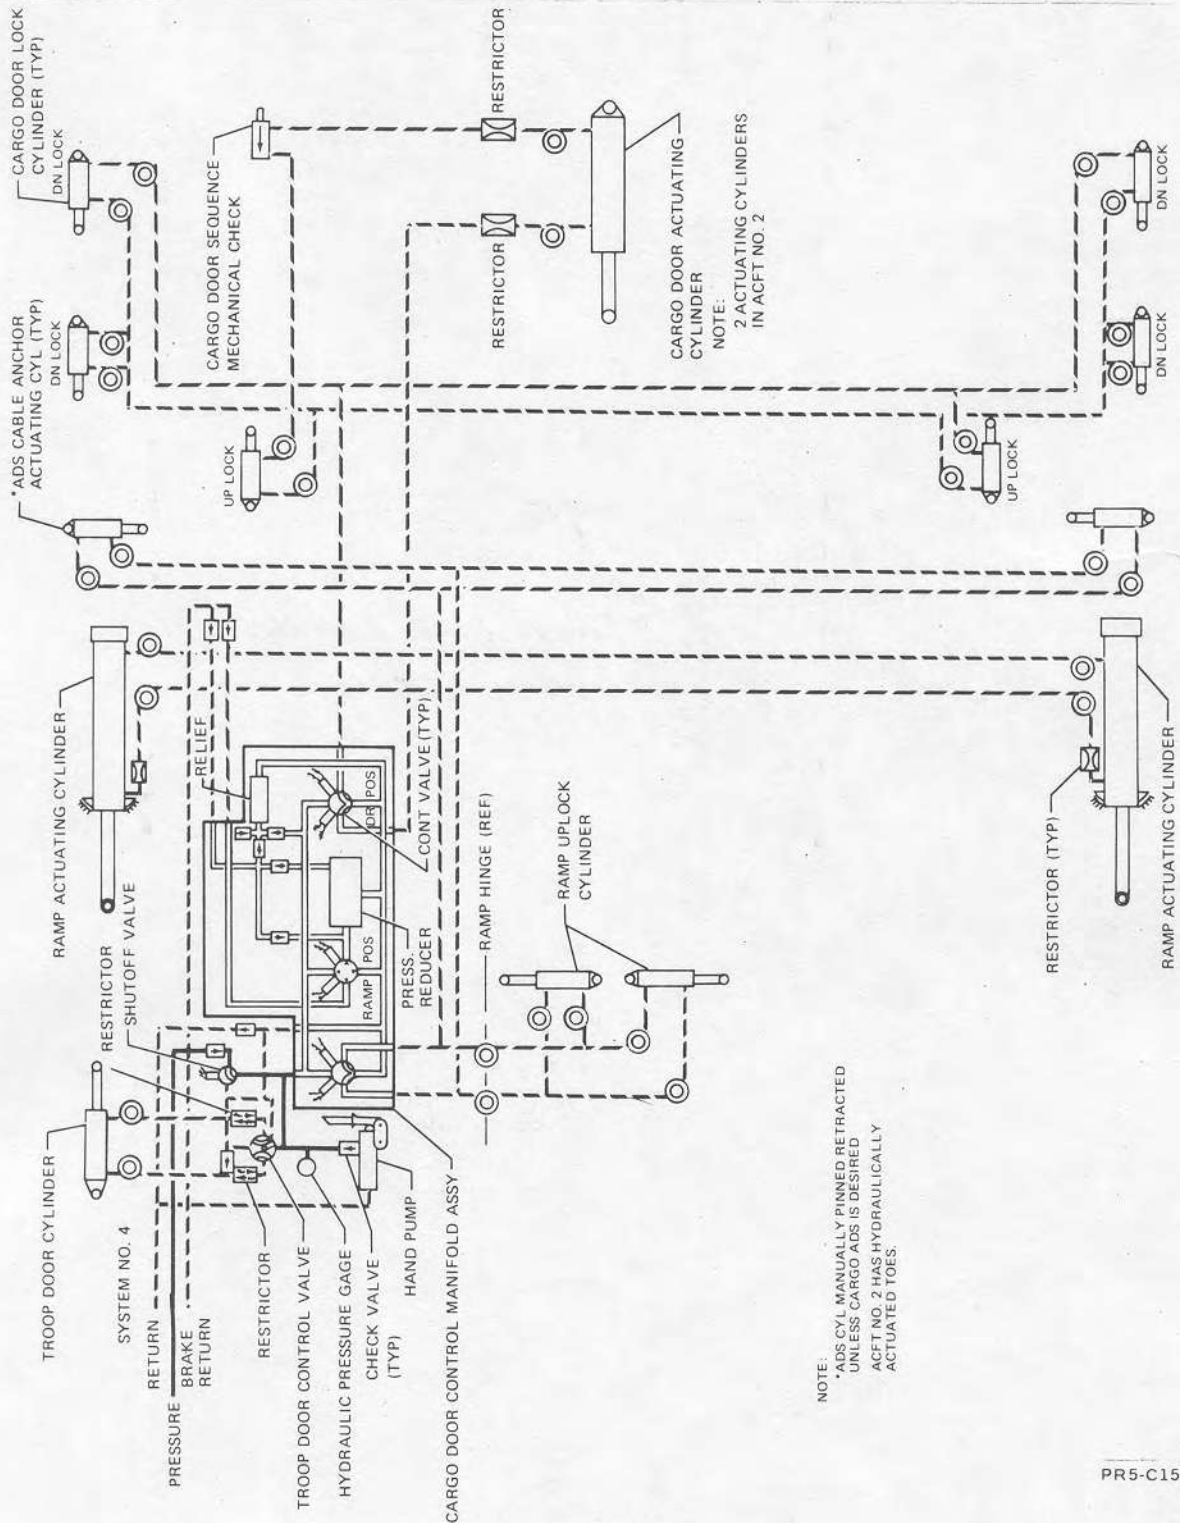 TROOP DOOR CYLINDER
SYSTEM NO. 4
RETURN
PRESSURE
BRAKE
RETURN
RESTRICTOR
TROOP DOOR CONTROL VALVE
HYDRAULIC PRESSURE GAGE
CHECK VALVE
(TYP)
HAND PUMP
CARGO DOOR CONTROL MANIFOLD ASSY
RESTRICTOR
SHUTOFF VALVE
RAMP ACTUATING CYLINDER
RELIEF
RAMP POS
PRESS.
REDUCER
DR POS
CONT VALVE (TYP)
RAMP HINGE (REF)
RAMP UPLOCK
CYLINDER
*ADS CABLE ANCHOR
ACTUATING CYL (TYP)
DN LOCK
CARGO DOOR LOCK
CYLINDER (TYP)
DN LOCK
UP LOCK
CARGO DOOR SEQUENCE
MECHANICAL CHECK
RESTRICTOR
RESTRICTOR
CARGO DOOR ACTUATING
CYLINDER
NOTE:
2 ACTUATING CYLINDERS
IN ACFT NO. 2
UP LOCK
DN LOCK
DN LOCK
RESTRICTOR (TYP)
RAMP ACTUATING CYLINDER
NOTE:
*ADS CYL MANUALLY PINNED RETRACTED
UNLESS CARGO ADS IS DESIRED
ACFT NO. 2 HAS HYDRAULICALLY
ACTUATED TOES.
PR5-C15